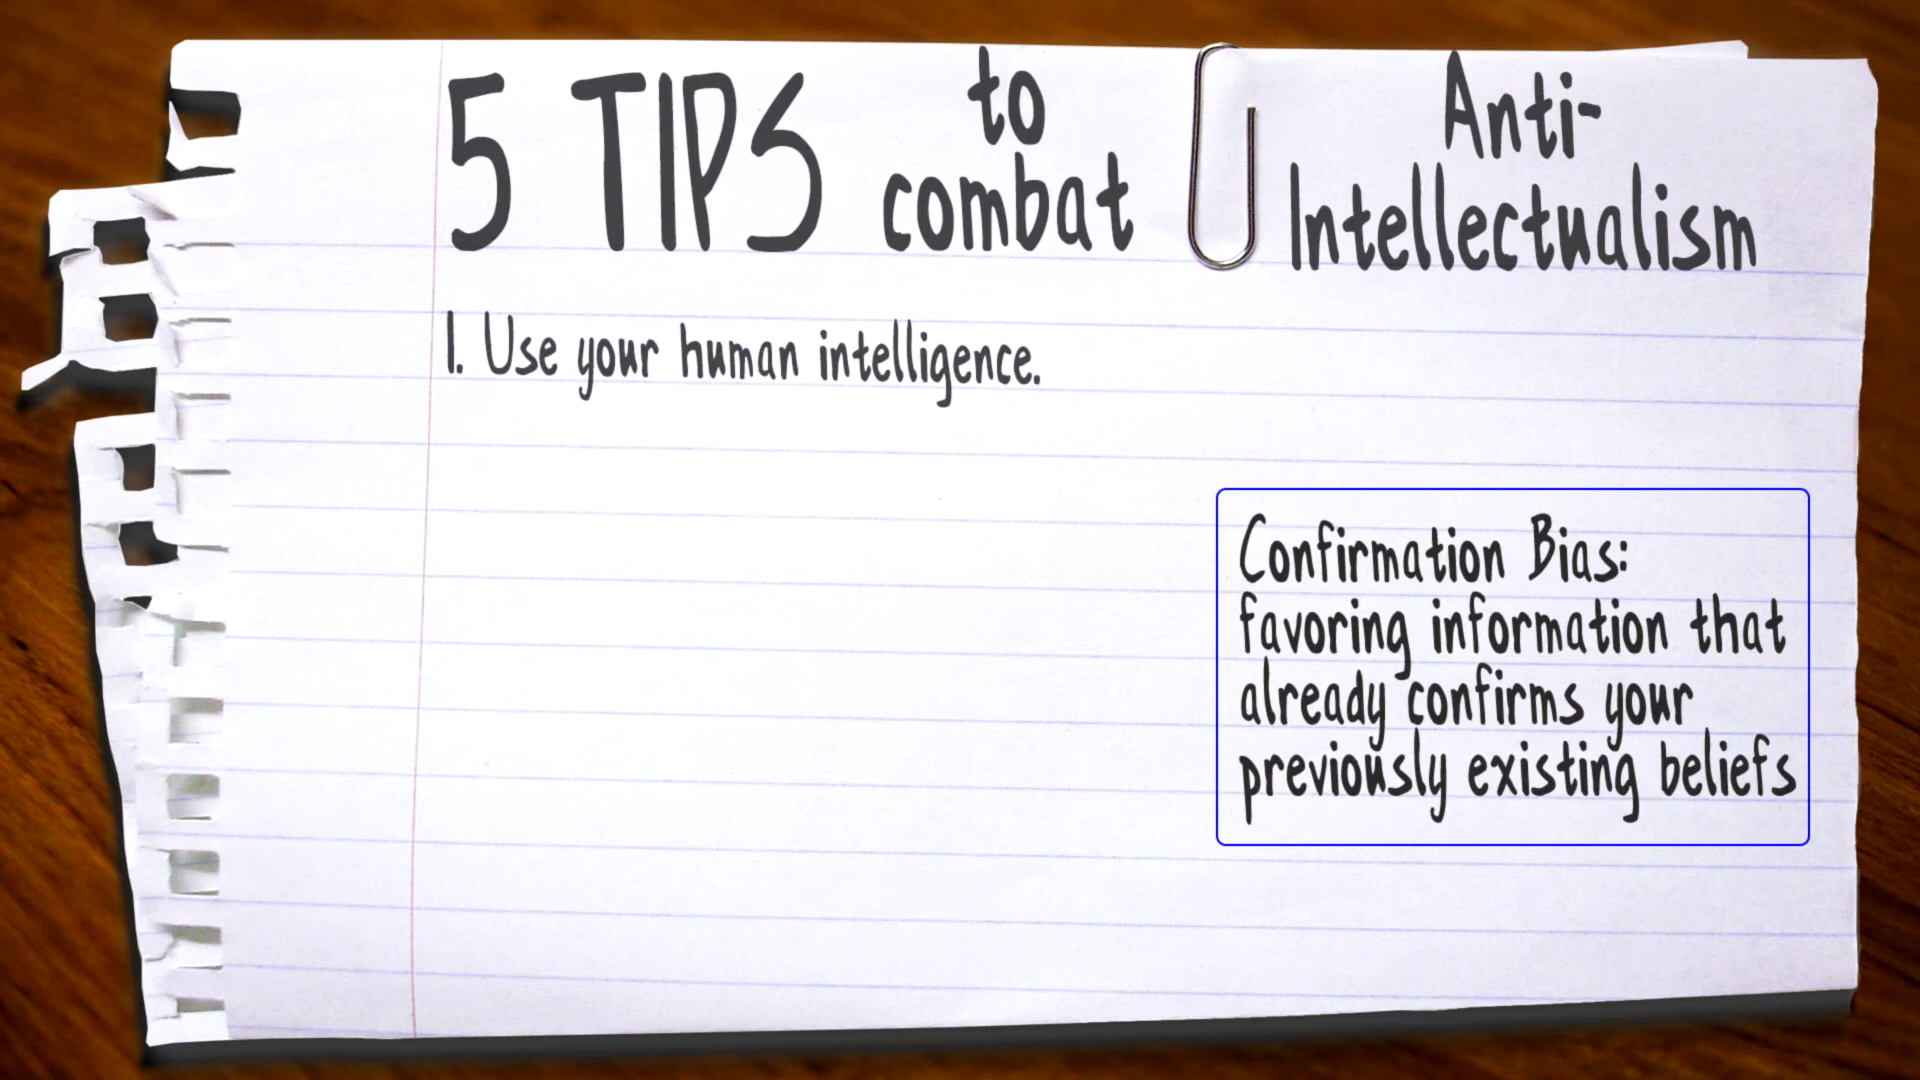 5 TIPS to combat Anti-Intellectualism
1. Use your human intelligence.
Confirmation Bias:
favoring information that
already confirms your
previously existing beliefs